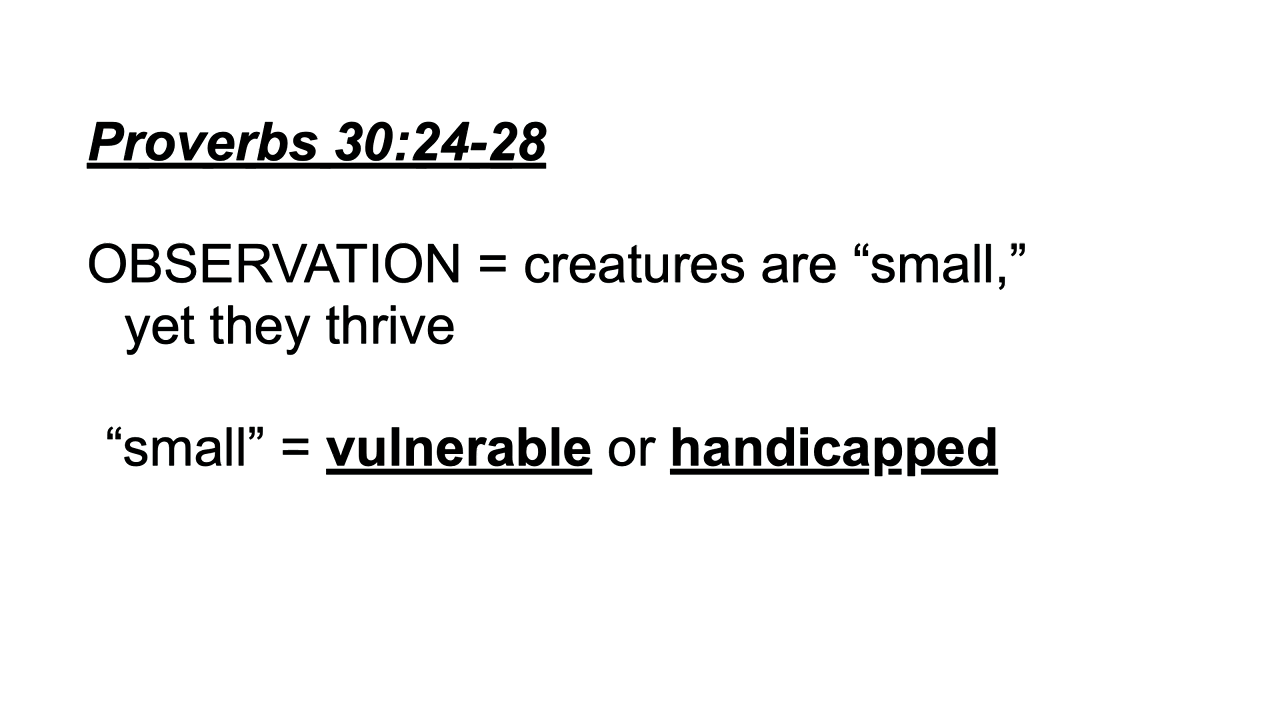 Proverbs 30:24-28
OBSERVATION = creatures are “small,”
yet they thrive
“small” = vulnerable or handicapped